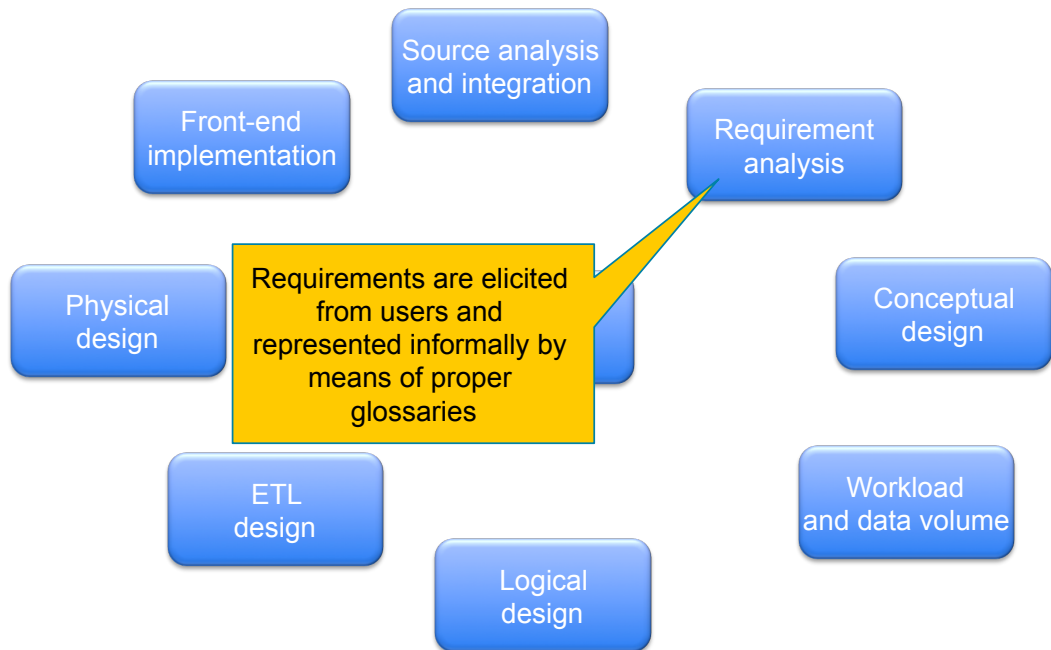 Source analysis
and integration
Front-end
implementation
Requirement
analysis
Requirements are elicited
from users and
represented informally by
means of proper
glossaries
Physical
design
Conceptual
design
ETL
design
Workload
and data volume
Logical
design